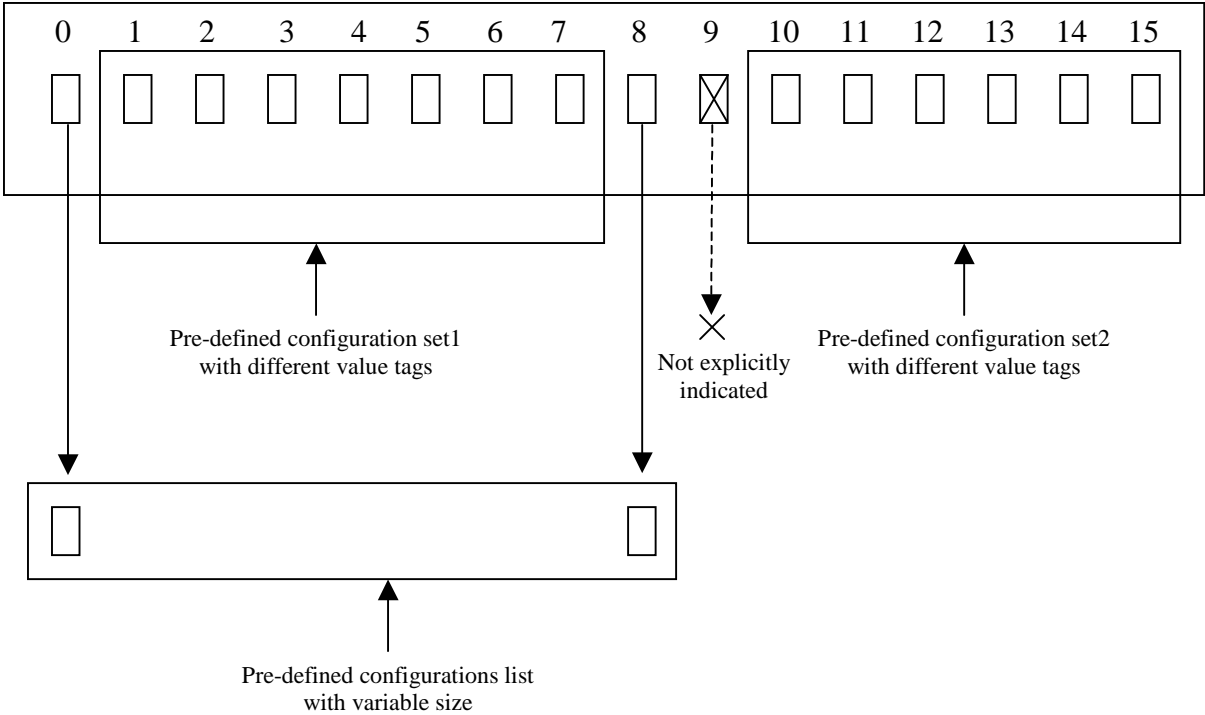 0 1 2 3 4 5 6 7 8 9 10 11 12 13 14 15
Pre-defined configuration set1
with different value tags
Not explicitly
indicated
Pre-defined configuration set2
with different value tags
Pre-defined configurations list
with variable size